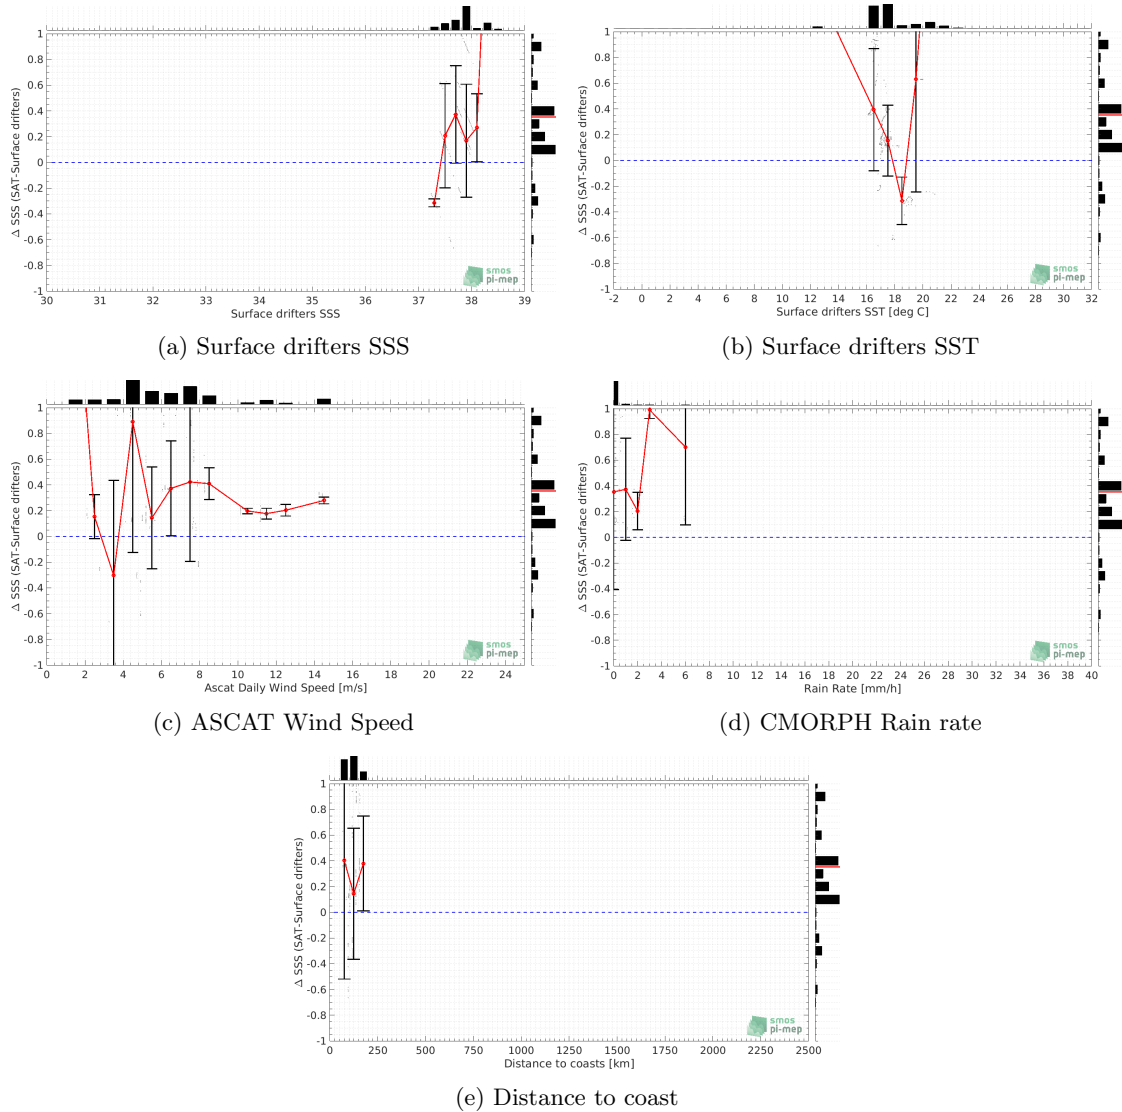 1
0.8
0.6
0.4
0.2
0
-0.2
-0.4
-0.6
-0.8
-1
Δ SSS (SAT-Surface drifters)
30 31 32 33 34 35 36 37 38 39
Surface drifters SSS
smos
pi-mep
(a) Surface drifters SSS
1
0.8
0.6
0.4
0.2
0
-0.2
-0.4
-0.6
-0.8
-1
Δ SSS (SAT-Surface drifters)
-2 0 2 4 6 8 10 12 14 16 18 20 22 24 26 28 30 32
Surface drifters SST [deg C]
smos
pi-mep
(b) Surface drifters SST
1
0.8
0.6
0.4
0.2
0
-0.2
-0.4
-0.6
-0.8
-1
Δ SSS (SAT-Surface drifters)
0 2 4 6 8 10 12 14 16 18 20 22 24
Ascat Daily Wind Speed [m/s]
smos
pi-mep
(c) ASCAT Wind Speed
1
0.8
0.6
0.4
0.2
0
-0.2
-0.4
-0.6
-0.8
-1
Δ SSS (SAT-Surface drifters)
0 2 4 6 8 10 12 14 16 18 20 22 24 26 28 30 32 34 36 38 40
Rain Rate [mm/h]
smos
pi-mep
(d) CMORPH Rain rate
1
0.8
0.6
0.4
0.2
0
-0.2
-0.4
-0.6
-0.8
-1
Δ SSS (SAT-Surface drifters)
0 250 500 750 1000 1250 1500 1750 2000 2250 2500
Distance to coasts [km]
smos
pi-mep
(e) Distance to coast